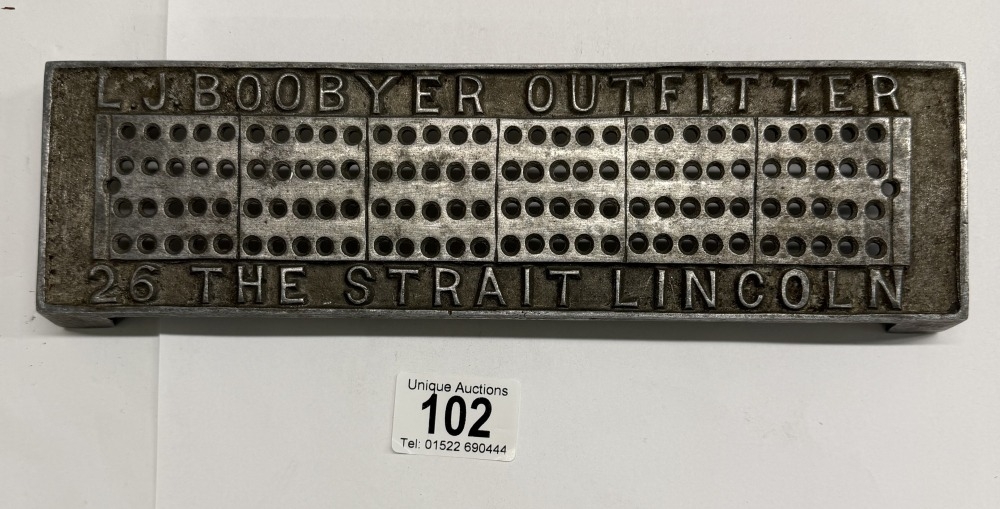 L.J.BOOBYER OUTFITTER
26 THE STRAIT LINCOLN
Unique Auctions
102
Tel: 01522 690444